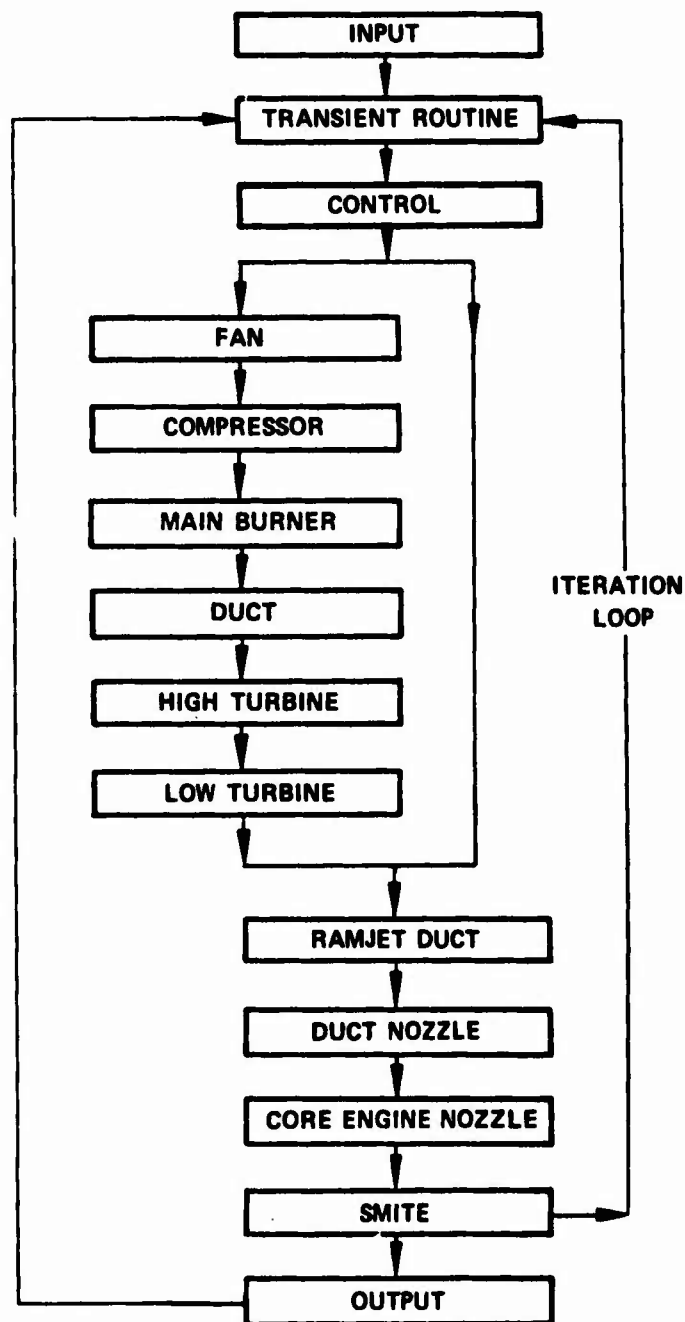 INPUT
TRANSIENT ROUTINE
CONTROL
FAN
COMPRESSOR
MAIN BURNER
DUCT
ITERATION
LOOP
HIGH TURBINE
LOW TURBINE
RAMJET DUCT
DUCT NOZZLE
CORE ENGINE NOZZLE
SMITE
OUTPUT